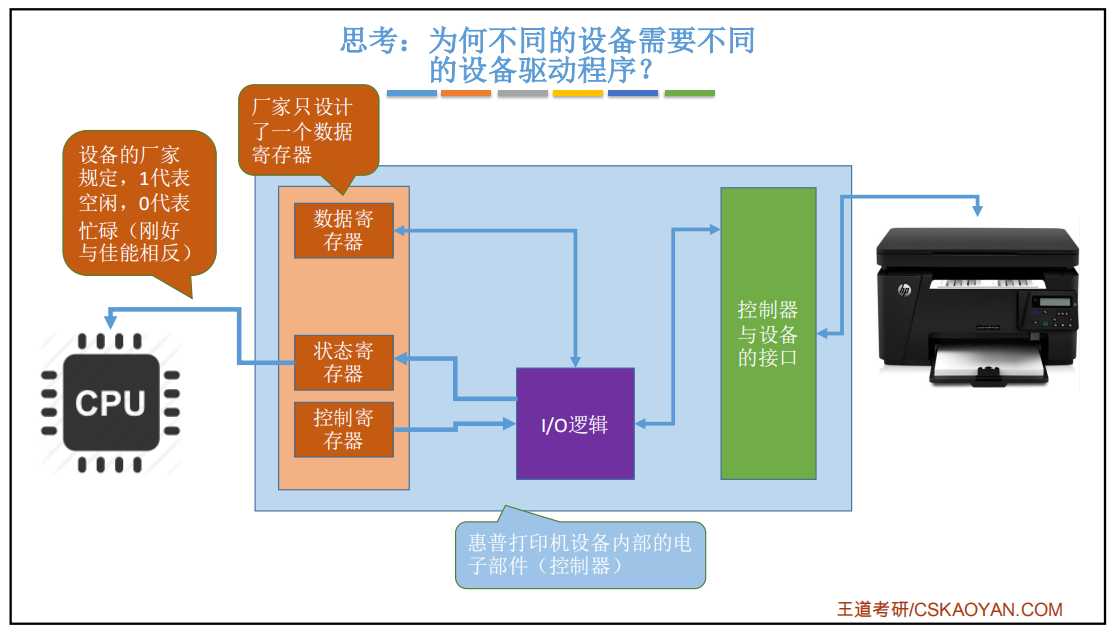 思考：为何不同的设备需要不同
的设备驱动程序？
厂家只设计
了一个数据
寄存器
设备的厂家
规定，1代表
空闲，0代表
忙碌（刚好
与佳能相反）
数据寄
存器
状态寄
存器
控制寄
存器
I/O逻辑
控制器
与设备
的接口
CPU
hp
惠普打印机设备内部的电
子部件（控制器）
王道考研/CSKAOYAN.COM